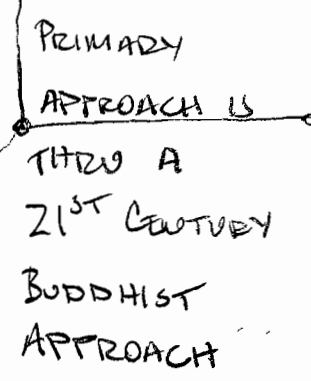 PRIMARY
APPROACH IS
THRU A
21ST CENTURY
BUDDHIST
APPROACH